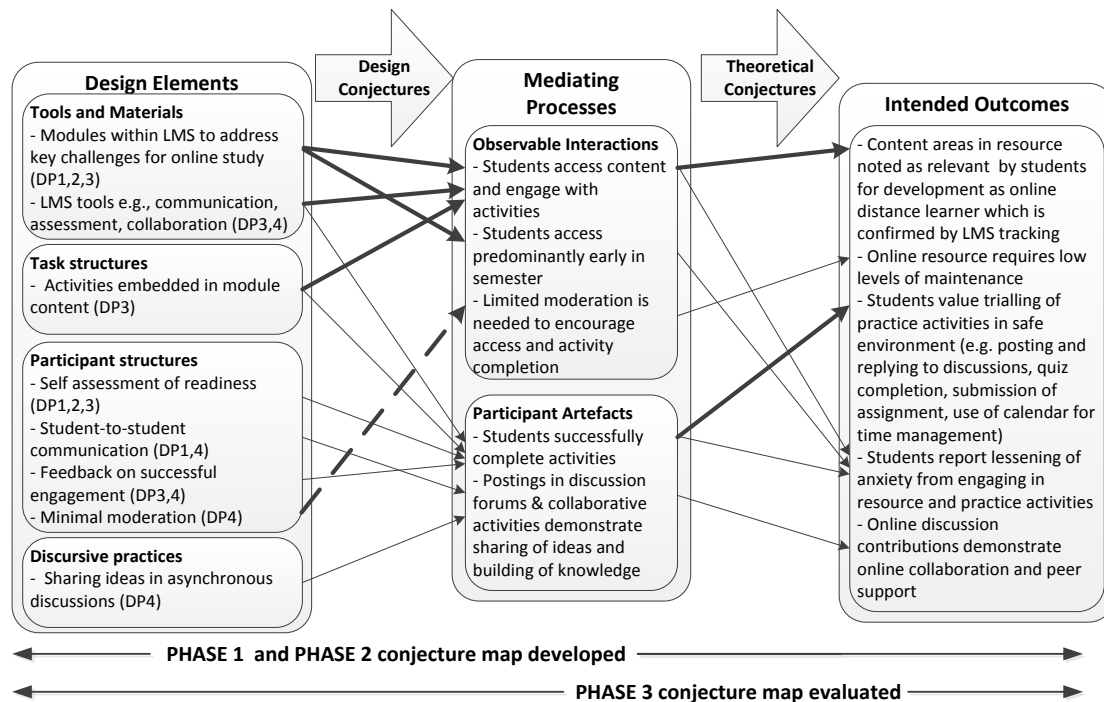 Design Elements
Tools and Materials
- Modules within LMS to address
key challenges for online study
(DP1,2,3)
- LMS tools e.g., communication,
assessment, collaboration (DP3,4)
Task structures
- Activities embedded in module
content (DP3)
Participant structures
- Self assessment of readiness
(DP1,2,3)
- Student-to-student
communication (DP1,4)
- Feedback on successful
engagement (DP3,4)
- Minimal moderation (DP4)
Discursive practices
- Sharing ideas in asynchronous
discussions (DP4)
Design
Conjectures
Mediating
Processes
Observable Interactions
- Students access content
and engage with
activities
- Students access
predominantly early in
semester
- Limited moderation is
needed to encourage
access and activity
completion
Participant Artefacts
- Students successfully
complete activities
- Postings in discussion
forums & collaborative
activities demonstrate
sharing of ideas and
building of knowledge
Theoretical
Conjectures
Intended Outcomes
- Content areas in resource
noted as relevant by students
for development as online
distance learner which is
confirmed by LMS tracking
- Online resource requires low
levels of maintenance
- Students value trialling of
practice activities in safe
environment (e.g. posting and
replying to discussions, quiz
completion, submission of
assignment, use of calendar for
time management)
- Students report lessening of
anxiety from engaging in
resource and practice activities
- Online discussion
contributions demonstrate
online collaboration and peer
support
PHASE 1 and PHASE 2 conjecture map developed
PHASE 3 conjecture map evaluated